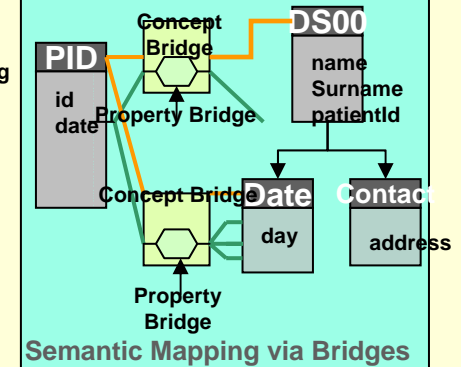 Concept
Bridge
DS00
PID
g
name
Surname
patientId
id
date
Property Bridge
Concept Bridge
Date
Contact
day
address
Property
Bridge
Semantic Mapping via Bridges